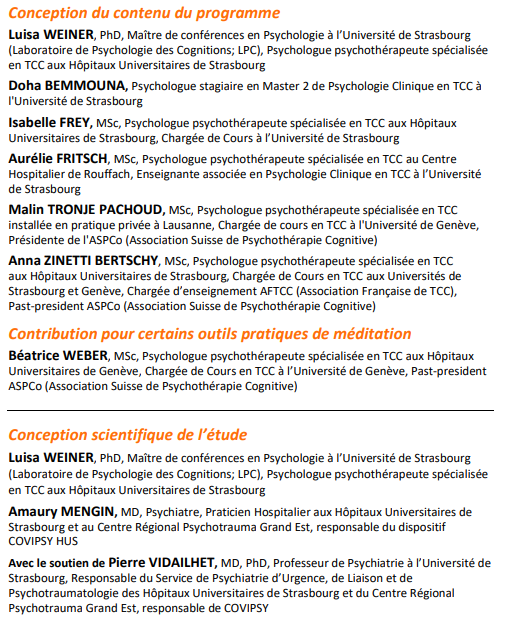 Conception du contenu du programme
Luisa WEINER, PhD, Maître de conférences en Psychologie à l’Université de Strasbourg
(Laboratoire de Psychologie des Cognitions; LPC), Psychologue psychothérapeute spécialisée
en TCC aux Hôpitaux Universitaires de Strasbourg
Doha BEMMOUNA, Psychologue stagiaire en Master 2 de Psychologie Clinique en TCC à
l'Université de Strasbourg
Isabelle FREY, MSc, Psychologue psychothérapeute spécialisée en TCC aux Hôpitaux
Universitaires de Strasbourg, Chargée de Cours à l’Université de Strasbourg
Aurélie FRITSCH, MSc, Psychologue psychothérapeute spécialisée en TCC au Centre
Hospitalier de Rouffach, Enseignante associée en Psychologie Clinique en TCC à l’Université
de Strasbourg
Malin TRONJE PACHOUD, MSc, Psychologue psychothérapeute spécialisée en TCC
installée en pratique privée à Lausanne, Chargée de cours en TCC à l'Université de Genève,
Présidente de l'ASPCo (Association Suisse de Psychothérapie Cognitive)
Anna ZINETTI BERTSCHY, MSc, Psychologue psychothérapeute spécialisée en TCC
aux Hôpitaux Universitaires de Strasbourg, Chargée de Cours en TCC aux Universités de
Strasbourg et Genève, Chargée d’enseignement AFTCC (Association Française de TCC),
Past-président ASPCo (Association Suisse de Psychothérapie Cognitive)
Contribution pour certains outils pratiques de méditation
Béatrice WEBER, MSc, Psychologue psychothérapeute spécialisée en TCC aux Hôpitaux
Universitaires de Genève, Chargée de Cours en TCC à l’Université de Genève, Past-president
ASPCo (Association Suisse de Psychothérapie Cognitive)
Conception scientifique de l’étude
Luisa WEINER, PhD, Maître de conférences en Psychologie à l’Université de Strasbourg
(Laboratoire de Psychologie des Cognitions; LPC), Psychologue psychothérapeute spécialisée
en TCC aux Hôpitaux Universitaires de Strasbourg
Amaury MENGIN, MD, Psychiatre, Praticien Hospitalier aux Hôpitaux Universitaires de
Strasbourg et au Centre Régional Psychotrauma Grand Est, responsable du dispositif
COVIPSY HUS
Avec le soutien de Pierre VIDAILHET, MD, PhD, Professeur de Psychiatrie à l’Université de
Strasbourg, Responsable du Service de Psychiatrie d’Urgence, de Liaison et de
Psychotraumatologie des Hôpitaux Universitaires de Strasbourg et du Centre Régional
Psychotrauma Grand Est, responsable de COVIPSY